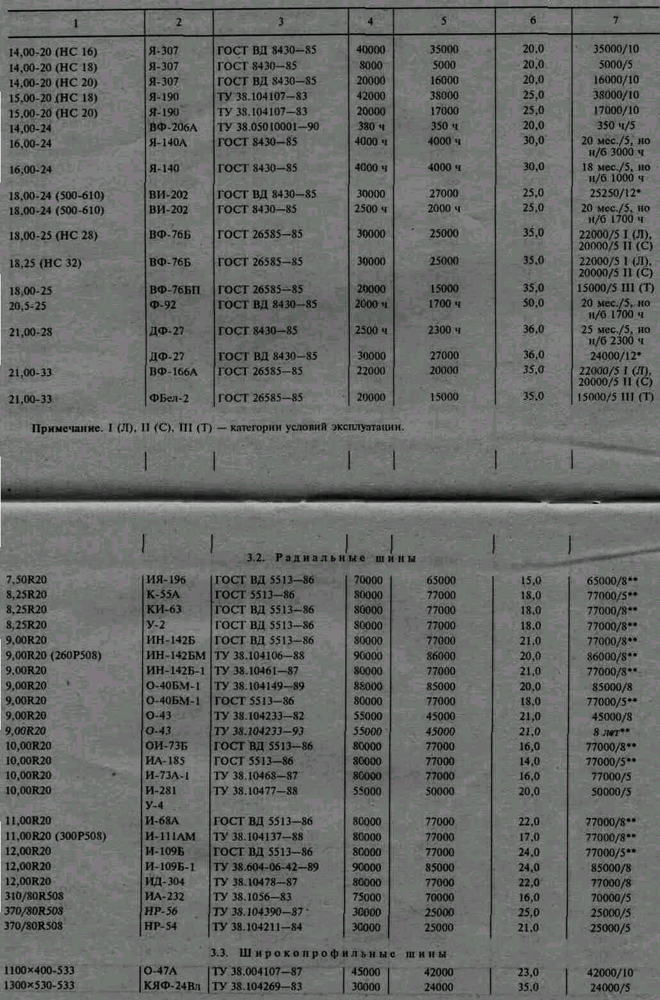 1 2 3 4 5 6 7
14,00-20 (НС 16) Я-307 ГОСТ ВД 8430—85 40000 35000 20,0 35000/10
14,00-20 (НС 18) Я-307 ГОСТ 8430—85 8000 5000 20,0 5000/5
14,00-20 (НС 20) Я-307 ГОСТ ВД 8430—85 20000 16000 20,0 16000/10
15,00-20 (НС 18) Я-190 ТУ 38.104107—83 42000 38000 25,0 38000/10
15,00-20 (НС 20) Я-190 ТУ 38.104107—83 20000 17000 25,0 17000/10
14,00-24 ВФ-206А ТУ 38.05010001—90 380 ч 350 ч 20,0 350 ч/5
16,00-24 Я-140А ГОСТ 8430—85 4000 ч 4000 ч 30,0 20 мес./5, но
н/б 3000 ч
16,00-24 Я-140 ГОСТ 8430—85 4000 ч 4000 ч 30,0 18 мес./5, но
н/б 1000 ч
18,00-24 (500-610) ВИ-202 ГОСТ ВД 8430—85 30000 27000 25,0 25250/12*
18,00-24 (500-610) ВИ-202 ГОСТ 8430—85 2500 ч 2000 ч 25,0 20 мес./5, но
н/б 1700 ч
18,00-25 (НС 28) ВФ-76Б ГОСТ 26585—85 30000 25000 35,0 22000/5 I (Л),
20000/5 II (С)
18,25 (НС 32) ВФ-76Б ГОСТ 26585—85 30000 25000 35,0 22000/5 I (Л),
20000/5 II (С)
18,00-25 ВФ-76БП ГОСТ 26585—85 20000 15000 35,0 15000/5 III (Т)
20,5-25 Ф-92 ГОСТ ВД 8430—85 2000 ч 1700 ч 50,0 20 мес./5, но
н/б 1700 ч
21,00-28 ДФ-27 ГОСТ 8430—85 2500 ч 2300 ч 36,0 25 мес./5, но
н/б 2300 ч
ДФ-27 ГОСТ ВД 8430—85 30000 27000 36,0 24000/12*
21,00-33 ВФ-166А ГОСТ 26585—85 22000 20000 35,0 22000/5 I (Л),
20000/5 II (С)
21,00-33 ФБел-2 ГОСТ 26585—85 20000 15000 35,0 15000/5 III (Т)
Примечание. I (Л), II (С), III (Т) — категории условий эксплуатации.
3.2. Радиальные шины
7,50R20 ИЯ-196 ГОСТ ВД 5513—86 70000 65000 15,0 65000/8**
8,25R20 К-55А ГОСТ 5513—86 80000 77000 18,0 77000/5**
8,25R20 КИ-63 ГОСТ ВД 5513—86 80000 77000 18,0 77000/8**
8,25R20 У-2 ГОСТ ВД 5513—86 80000 77000 18,0 77000/8**
9,00R20 ИН-142Б ГОСТ ВД 5513—86 80000 77000 21,0 77000/8**
9,00R20 (260Р508) ИН-142БМ ТУ 38.104106—88 90000 86000 20,0 86000/8**
9,00R20 ИН-142Б-1 ТУ 38.10461—87 80000 77000 21,0 77000/8**
9,00R20 О-40БМ-1 ТУ 38.104149—89 88000 85000 20,0 85000/8
9,00R20 О-40БМ-1 ГОСТ 5513—86 80000 77000 18,0 77000/5**
9,00R20 О-43 ТУ 38.104233—82 55000 45000 21,0 45000/8
9,00R20 О-43 ТУ 38.104233—93 55000 45000 21,0 8 лет**
10,00R20 ОИ-73Б ГОСТ ВД 5513—86 80000 77000 16,0 77000/8**
10,00R20 ИА-185 ГОСТ 5513—86 80000 77000 14,0 77000/5**
10,00R20 И-73А-1 ТУ 38.10468—87 80000 77000 16,0 77000/5
10,00R20 И-281 ТУ 38.10477—88 55000 50000 20,0 50000/5
У-4
11,00R20 И-68А ГОСТ ВД 5513—86 80000 77000 22,0 77000/8**
11,00R20 (300Р508) И-111АМ ТУ 38.104137—88 80000 77000 17,0 77000/8**
12,00R20 И-109Б ГОСТ ВД 5513—86 80000 77000 24,0 77000/5**
12,00R20 И-109Б-1 ТУ 38.604-06-42—89 90000 85000 24,0 85000/8
12,00R20 ИД-304 ТУ 38.10478—87 80000 77000 22,0 77000/8
310/80R508 ИА-232 ТУ 38.1056—83 75000 70000 16,0 70000/5
370/80R508 НР-56 ТУ 38.104390—87 30000 25000 25,0 25000/5
370/80R508 НР-54 ТУ 38.104211—84 30000 25000 21,0 25000/5
3.3. Широкопрофильные шины
1100×400-533 О-47А ТУ 38.004107—87 45000 42000 23,0 42000/10
1300×530-533 КЯФ-24Вл ТУ 38.104269—83 30000 24000 35,0 24000/5